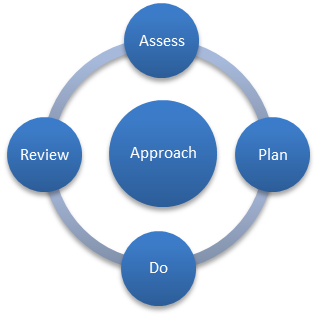 Assess
Review
Approach
Plan
Do